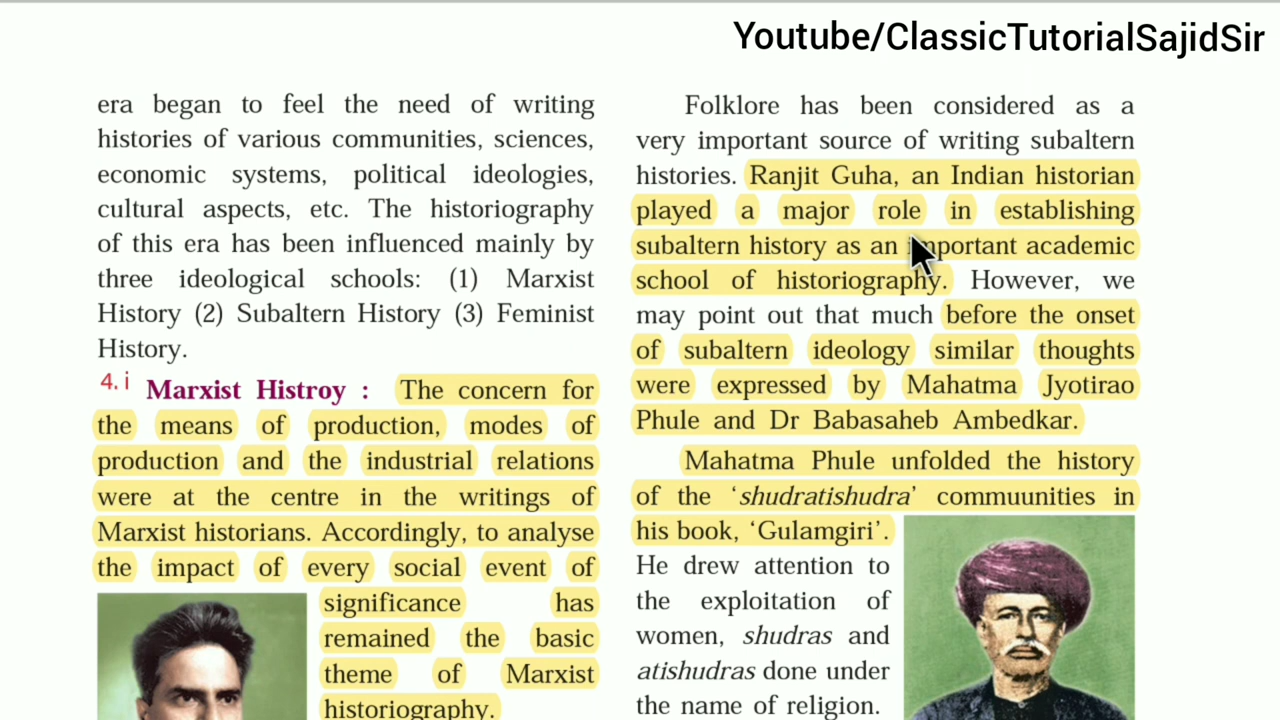 Youtube/ClassicTutorialSajidSir
era began to feel the need of writing
histories of various communities, sciences,
economic systems, political ideologies,
cultural aspects, etc. The historiography
of this era has been influenced mainly by
three ideological schools: (1) Marxist
History (2) Subaltern History (3) Feminist
History.
4. i Marxist Histroy : The concern for
the means of production, modes of
production and the industrial relations
were at the centre in the writings of
Marxist historians. Accordingly, to analyse
the impact of every social event of
significance has
remained the basic
theme of Marxist
historiography.
Folklore has been considered as a
very important source of writing subaltern
histories. Ranjit Guha, an Indian historian
played a major role in establishing
subaltern history as an important academic
school of historiography. However, we
may point out that much before the onset
of subaltern ideology similar thoughts
were expressed by Mahatma Jyotirao
Phule and Dr Babasaheb Ambedkar.
Mahatma Phule unfolded the history
of the ‘shudratishudra’ commuunities in
his book, ‘Gulamgiri’.
He drew attention to
the exploitation of
women, shudras and
atishudras done under
the name of religion.